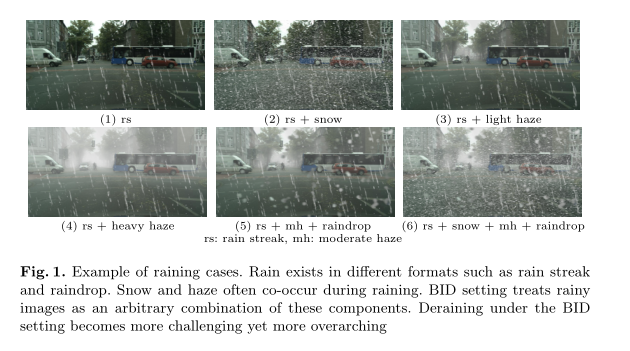 (1) rs
(2) rs + snow
(3) rs + light haze
(4) rs + heavy haze
(5) rs + mh + raindrop
(6) rs + snow + mh + raindrop
rs: rain streak, mh: moderate haze
Fig. 1. Example of raining cases. Rain exists in different formats such as rain streak
and raindrop. Snow and haze often co-occur during raining. BID setting treats rainy
images as an arbitrary combination of these components. Deraining under the BID
setting becomes more challenging yet more overarching